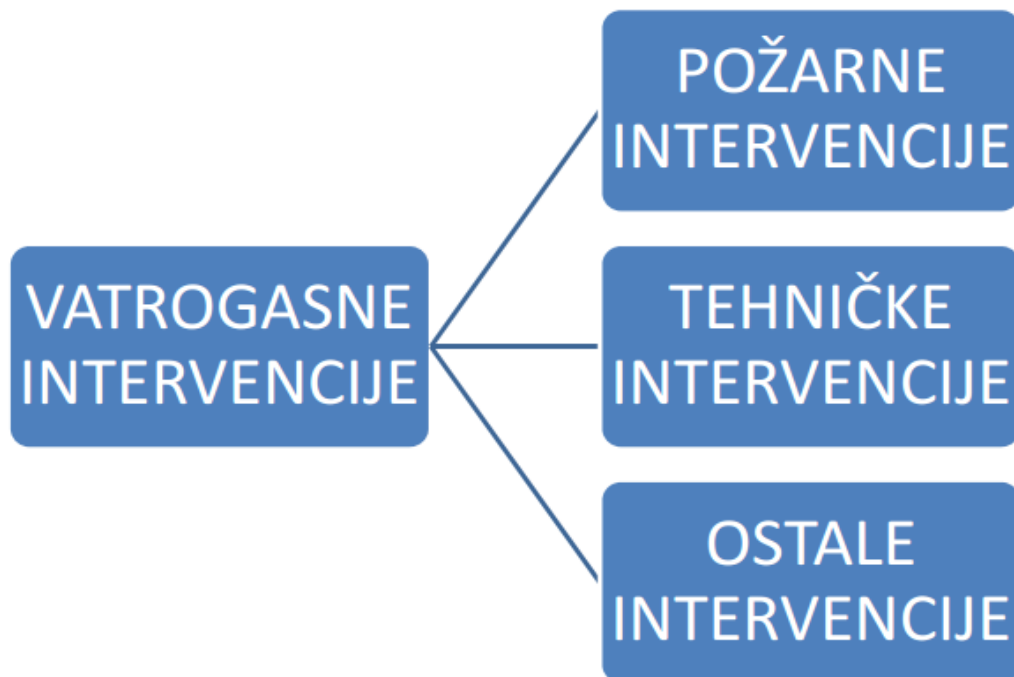 VATROGASNE
INTERVENCIJE
POŽARNE
INTERVENCIJE
TEHNIČKE
INTERVENCIJE
OSTALE
INTERVENCIJE